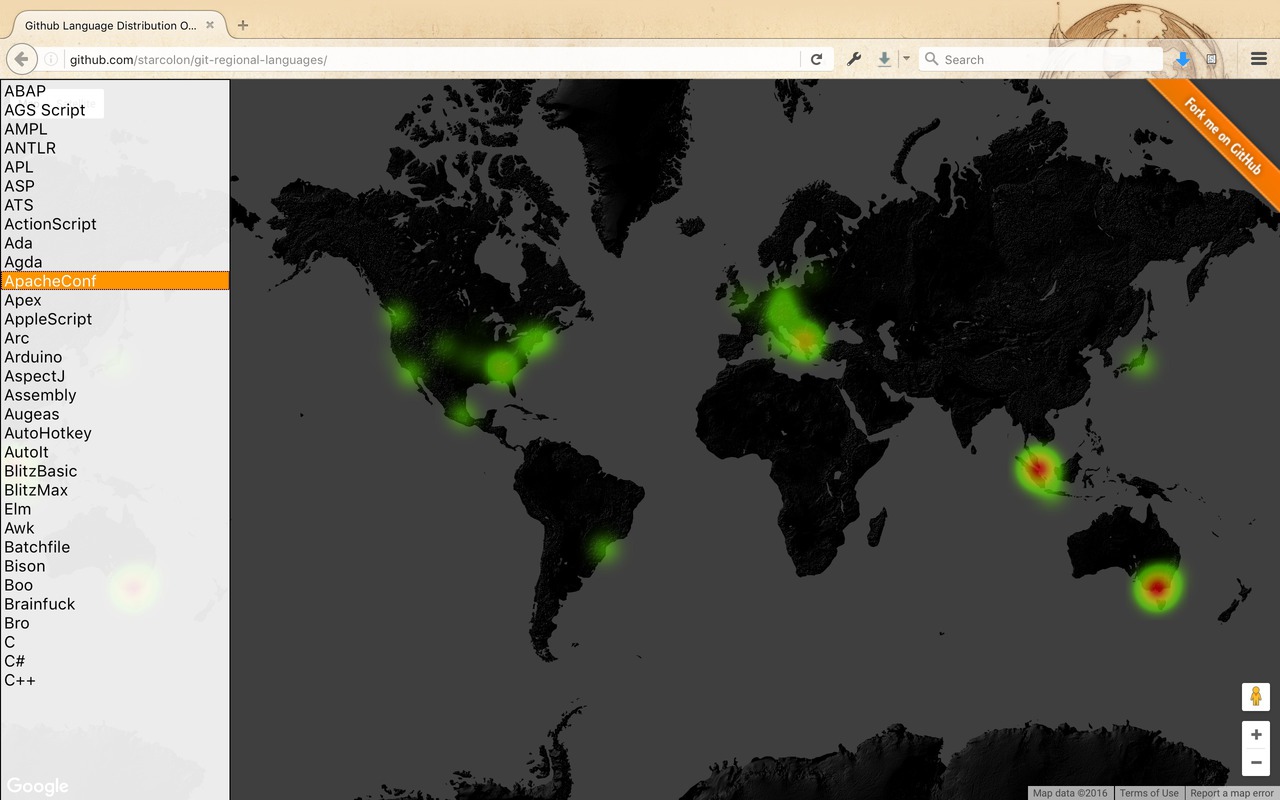 Github Language Distribution O...
github.com/starcolon/git-regional-languages/
Search
ABAP
AGS Script
AMPL
ANTLR
APL
ASP
ATS
ActionScript
Ada
Agda
ApacheConf
Apex
AppleScript
Arc
Arduino
AspectJ
Assembly
Augeas
AutoHotkey
AutoIt
BlitzBasic
BlitzMax
Elm
Awk
Batchfile
Bison
Boo
Brainfuck
Bro
C
C#
C++
Fork me on GitHub
Google
Map data ©2016
Terms of Use
Report a map error